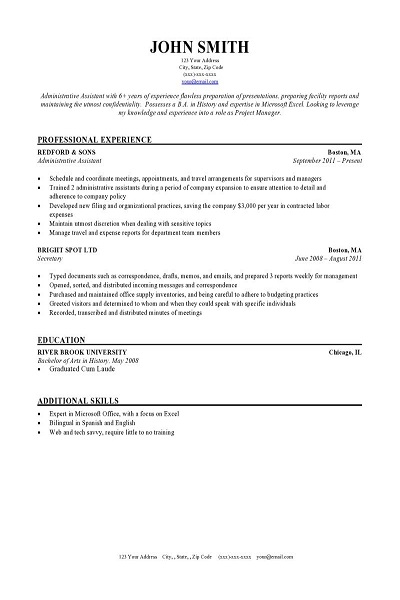 JOHN SMITH
123 Your Address
City, State, Zip Code
(xxx)-xxx-xxxx
your@email.com
Administrative Assistant with 6+ years of experience flawless preparation of presentations, preparing facility reports and
maintaining the utmost confidentiality. Possesses a B.A. in History and expertise in Microsoft Excel. Looking to leverage
my knowledge and experience into a role as Project Manager.
PROFESSIONAL EXPERIENCE
REDFORD & SONS Boston, MA
Administrative Assistant September 2011 – Present
• Schedule and coordinate meetings, appointments, and travel arrangements for supervisors and managers
• Trained 2 administrative assistants during a period of company expansion to ensure attention to detail and
adherence to company policy
• Developed new filing and organizational practices, saving the company $3,000 per year in contracted labor
expenses
• Maintain utmost discretion when dealing with sensitive topics
• Manage travel and expense reports for department team members
BRIGHT SPOT LTD Boston, MA
Secretary June 2008 – August 2011
• Typed documents such as correspondence, drafts, memos, and emails, and prepared 3 reports weekly for management
• Opened, sorted, and distributed incoming messages and correspondence
• Purchased and maintained office supply inventories, and being careful to adhere to budgeting practices
• Greeted visitors and determined to whom and when they could speak with specific individuals
• Recorded, transcribed and distributed minutes of meetings
EDUCATION
RIVER BROOK UNIVERSITY Chicago, IL
Bachelor of Arts in History, May 2008
• Graduated Cum Laude
ADDITIONAL SKILLS
• Expert in Microsoft Office, with a focus on Excel
• Bilingual in Spanish and English
• Web and tech savvy, require little to no training
123 Your Address City, , , Zip Code (xxx)-xxx-xxxx your@email.com